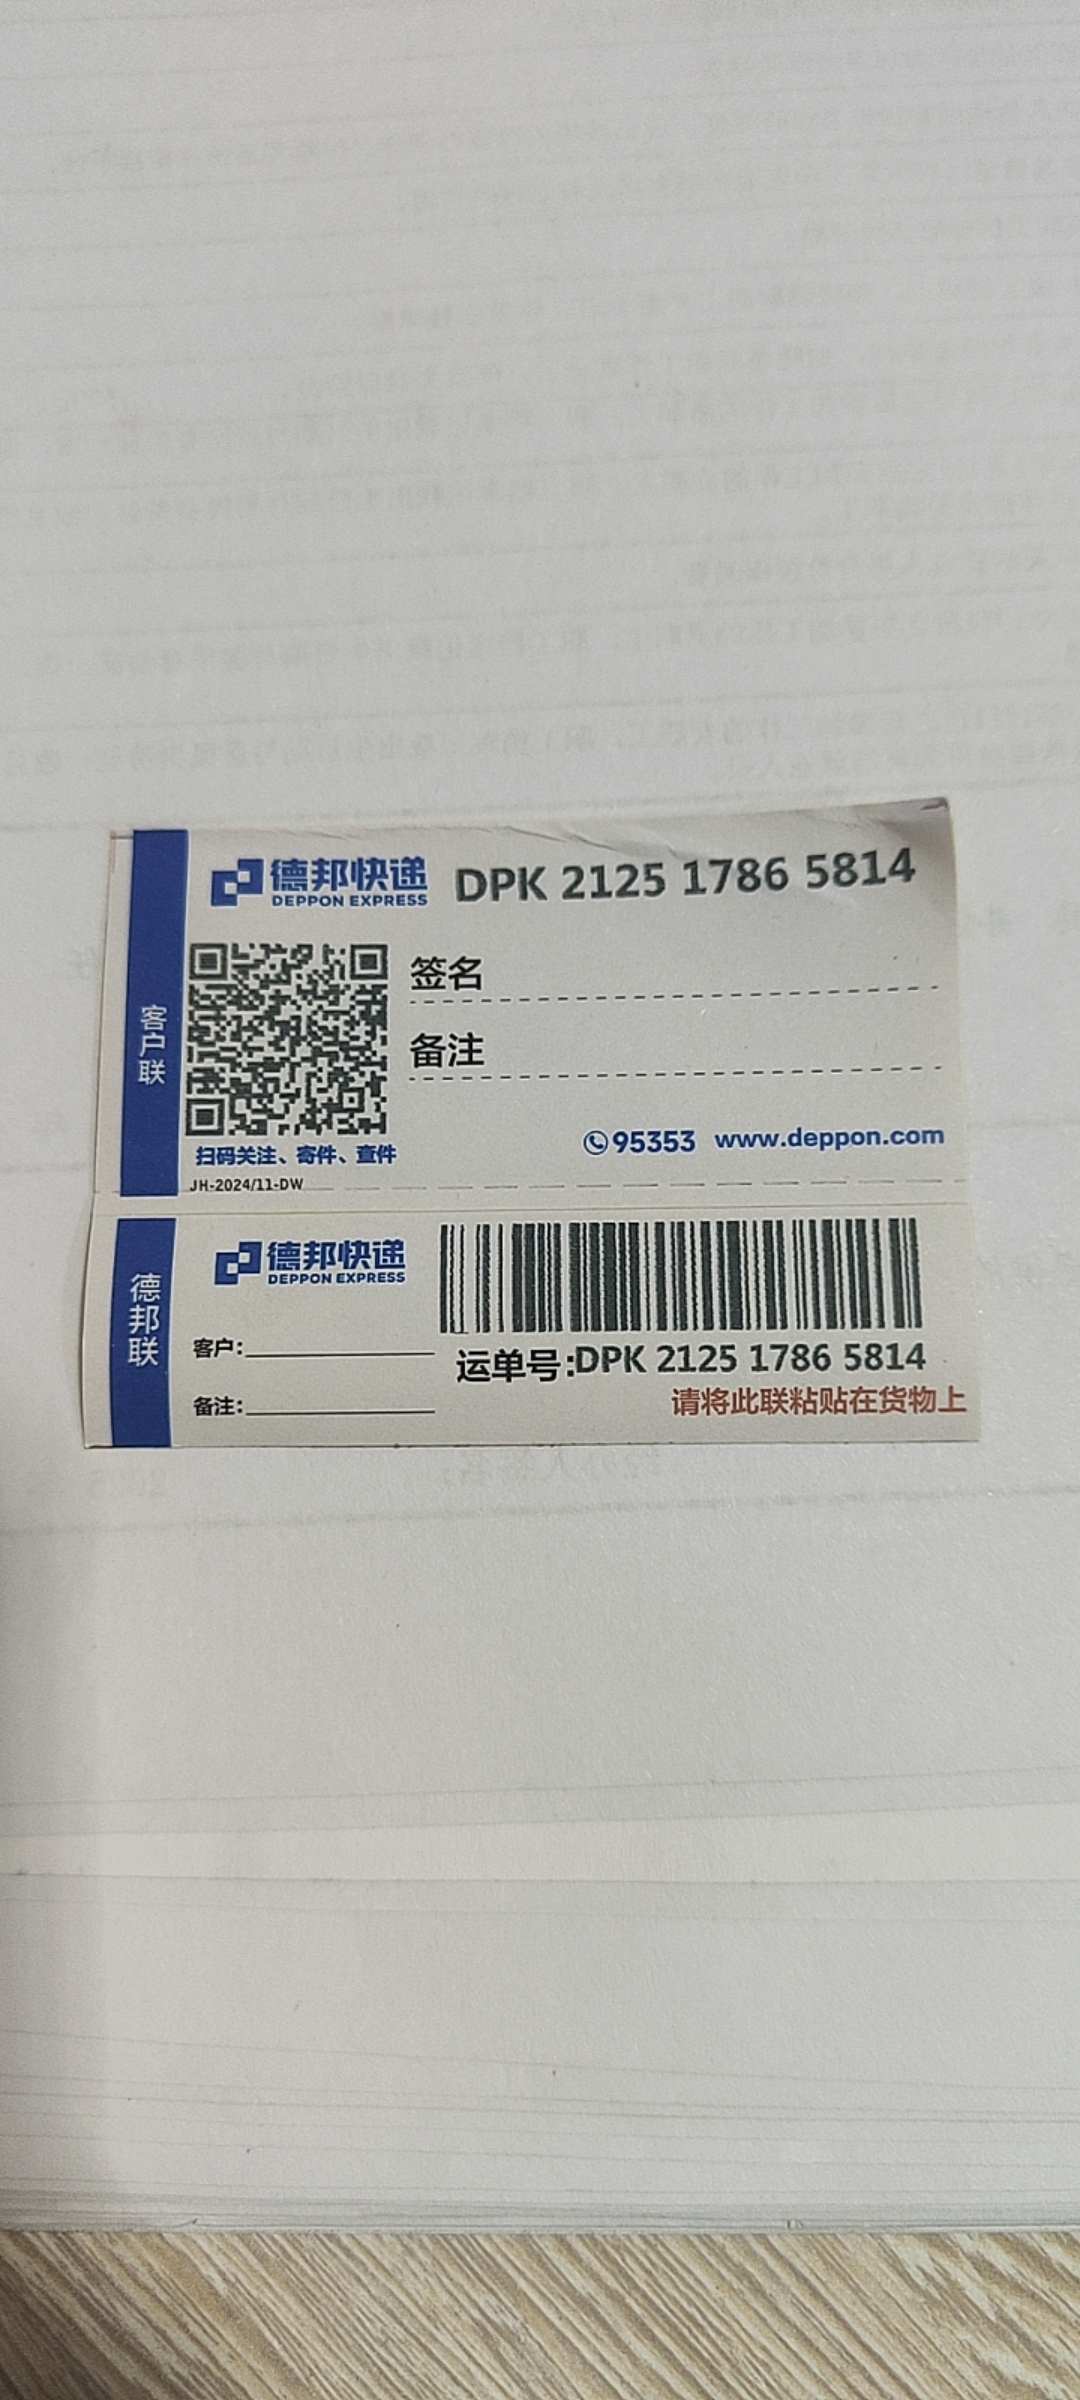 德邦快递
DEPPON EXPRESS
DPK 2125 1786 5814
客户联
签名
备注
扫码关注、寄件、查件
95353 www.deppon.com
JH-2024/11-DW
德邦联
德邦快递
DEPPON EXPRESS
客户:
备注:
运单号:DPK 2125 1786 5814
请将此联粘贴在货物上